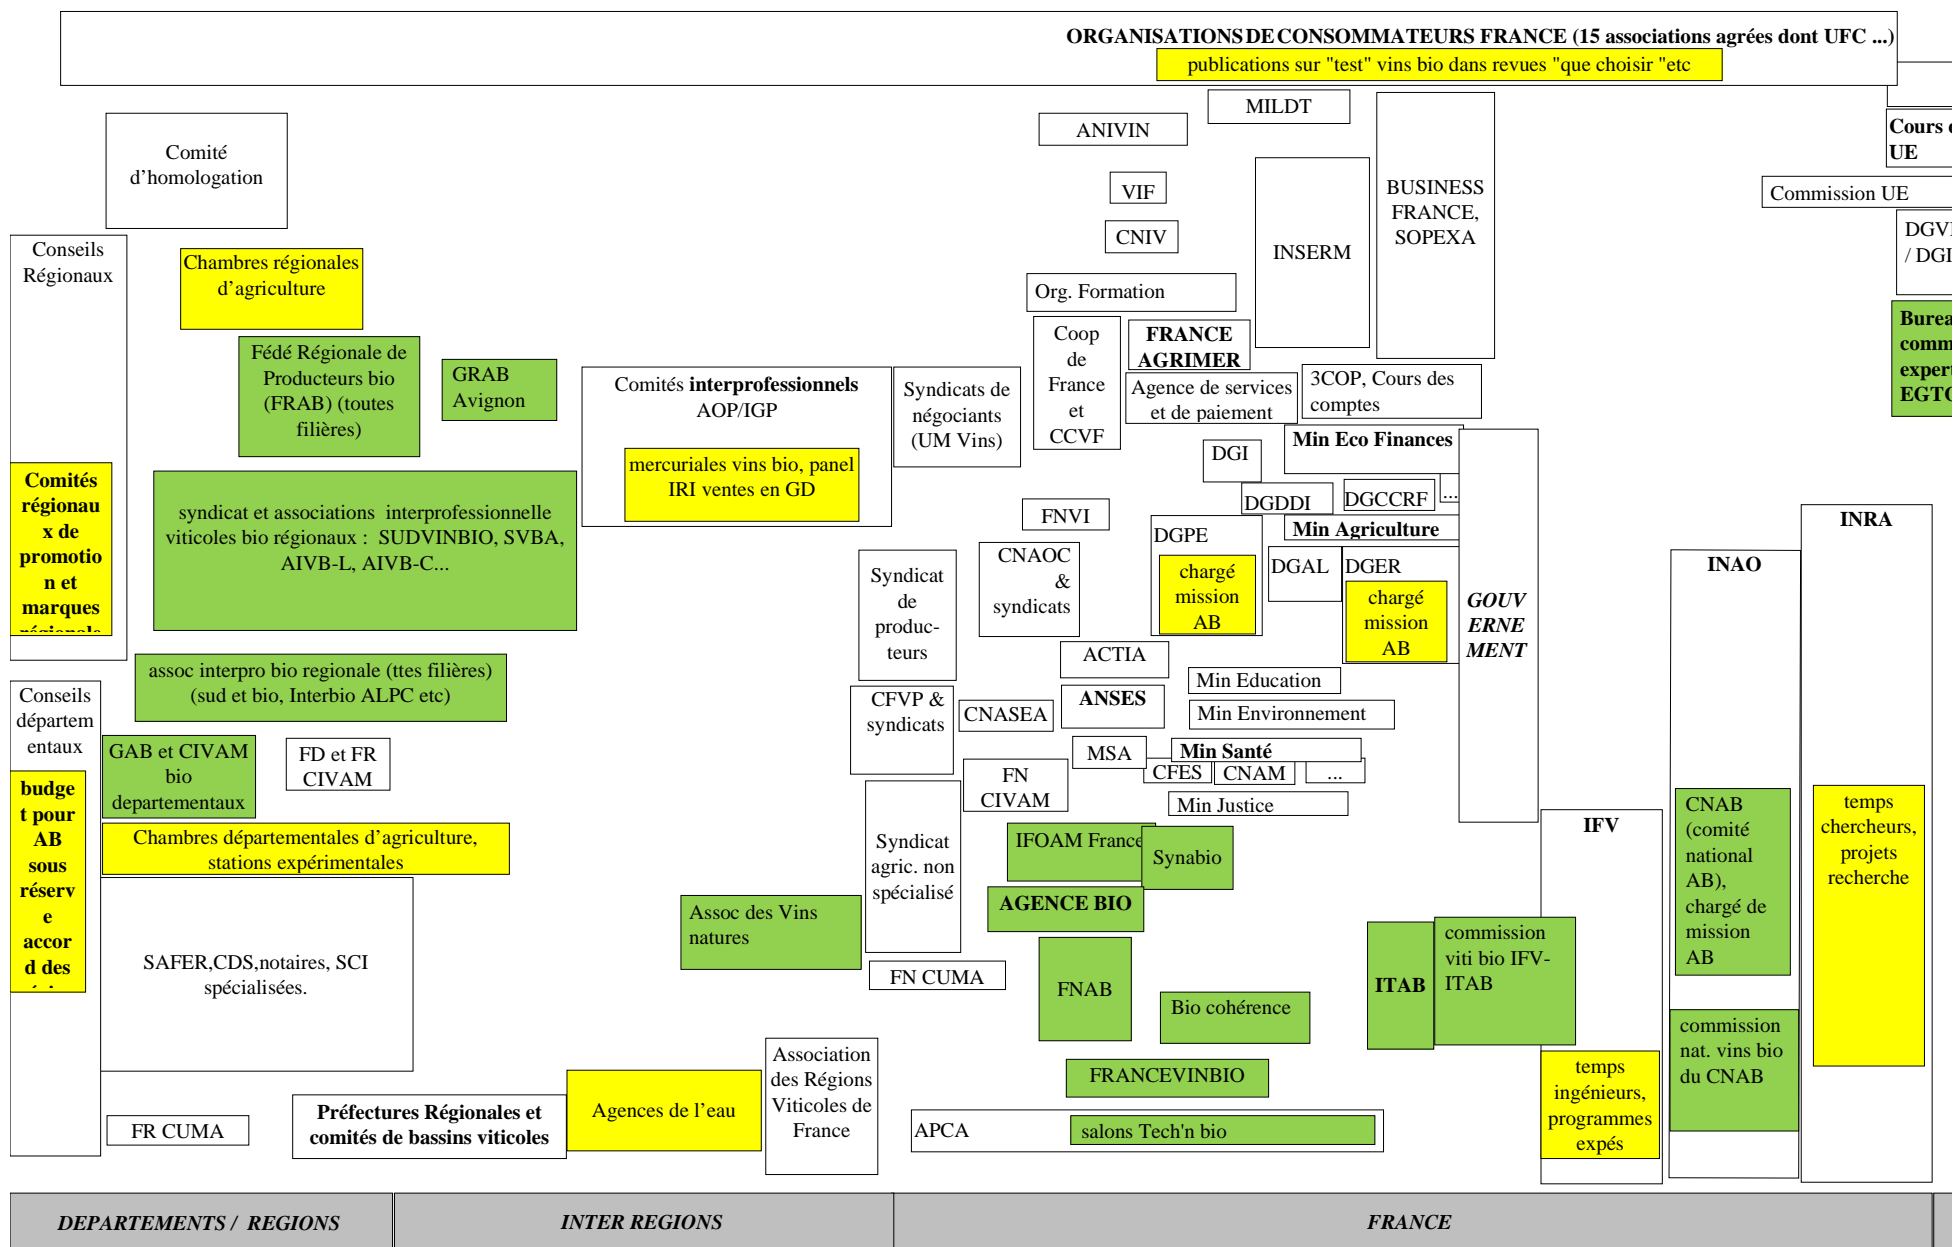 ORGANISATIONS DE CONSOMMATEURS FRANCE (15 associations agrées dont UFC ...)
publications sur "test" vins bio dans revues "que choisir "etc
MILDT
ANIVIN
Comité
d’homologation
VIF
CNIV
INSERM
BUSINESS
FRANCE,
SOPEXA
Cours
UE
Commission UE
/ DGI
Conseils
Régionaux
Chambres régionales
d’agriculture
Org. Formation
Fédé Régionale de
Producteurs bio
(FRAB) (toutes
filières)
GRAB
Avignon
Comités interprofessionnels
AOP/IGP
mercuriales vins bio, panel
IRI ventes en GD
Syndicats de
négociants
(UM Vins)
Coop
de
France
et
CCVF
FRANCE
AGRIMER
Agence de services
et de paiement
3COP, Cours des
comptes
Min Eco Finances
DGI
DGDDI
DGCCRF
...
Min Agriculture
DGPE
chargé
mission
AB
DGAL
DGER
chargé
mission
AB
GOUV
ERNE
MENT
Comités
régionau
x de
promotio
n et
marques
syndicat et associations interprofessionnelle
viticoles bio régionaux : SUDVINBIO, SVBA,
AIVB-L, AIVB-C...
FNVI
CNAOC
&
syndicats
Syndicat
de
produc-
teurs
ACTIA
assoc interpro bio regionale (ttes filières)
(sud et bio, Interbio ALPC etc)
CFVP &
syndicats
CNASEA
ANSES
Min Education
Min Environnement
MSA
Min Santé
CFES
CNAM
...
Min Justice
Conseils
départem
entaux
budge
t pour
AB
sous
réserv
e
accor
d des
GAB et CIVAM
bio
departementaux
FD et FR
CIVAM
Chambres départementales d’agriculture,
stations expérimentales
FN
CIVAM
Syndicat
agric. non
spécialisé
IFOAM France
Synabio
AGENCE BIO
Assoc des Vins
natures
SAFER,CDS,notaires, SCI
spécialisées.
FN CUMA
FNAB
Bio cohérence
ITAB
commission
viti bio IFV-
ITAB
IFV
temps
ingénieurs,
programmes
expés
INAO
CNAB
(comité
national
AB),
chargé de
mission
AB
commission
nat. vins bio
du CNAB
INRA
temps
chercheurs,
projets
recherche
FRANCEVINBIO
APCA
salons Tech'n bio
FR CUMA
Préfectures Régionales et
comités de bassins viticoles
Agences de l’eau
Association
des Régions
Viticoles de
France
DEPARTEMENTS / REGIONS
INTER REGIONS
FRANCE